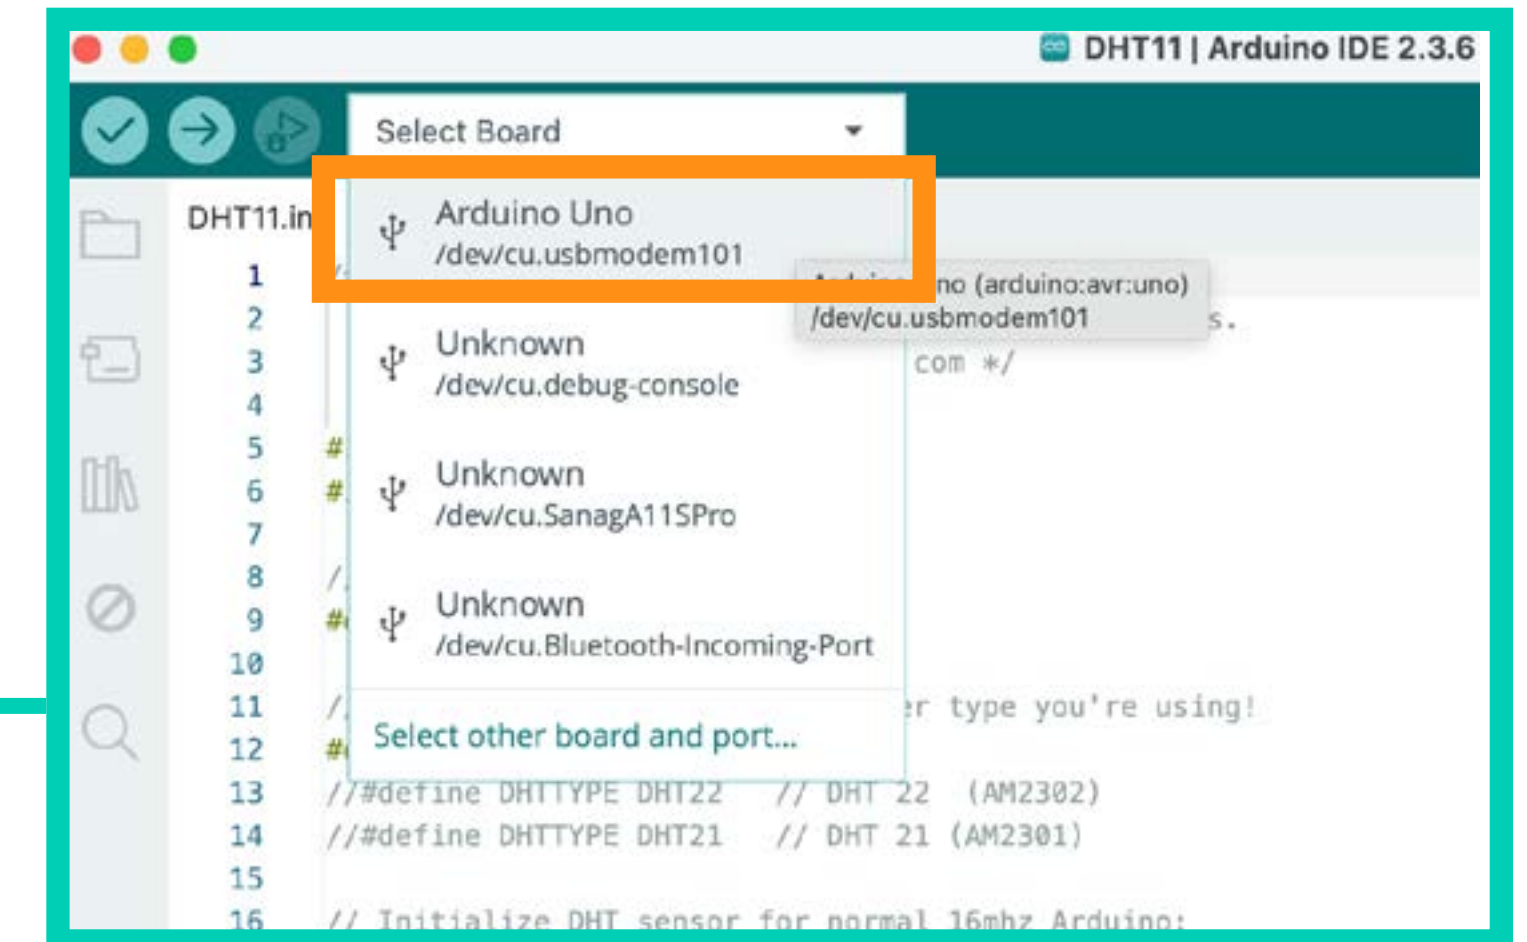 DHT11 | Arduino IDE 2.3.6
Select Board
DHT11.in
Arduino Uno
/dev/cu.usbmodem101
no (arduino:avr:uno)
/dev/cu.usbmodem101
Unknown
/dev/cu.debug-console
Unknown
/dev/cu.SanagA11SPro
Unknown
/dev/cu.Bluetooth-Incoming-Port
Select other board and port...
1 /
2 s.
3 com */
4
5 #
6 #
7
8 /
9 #
10
11 / er type you're using!
12 #
13 //#define DHTTYPE DHT22 // DHT 22 (AM2302)
14 //#define DHTTYPE DHT21 // DHT 21 (AM2301)
15
16 // Initialize DHT sensor for normal 16mhz Arduino: